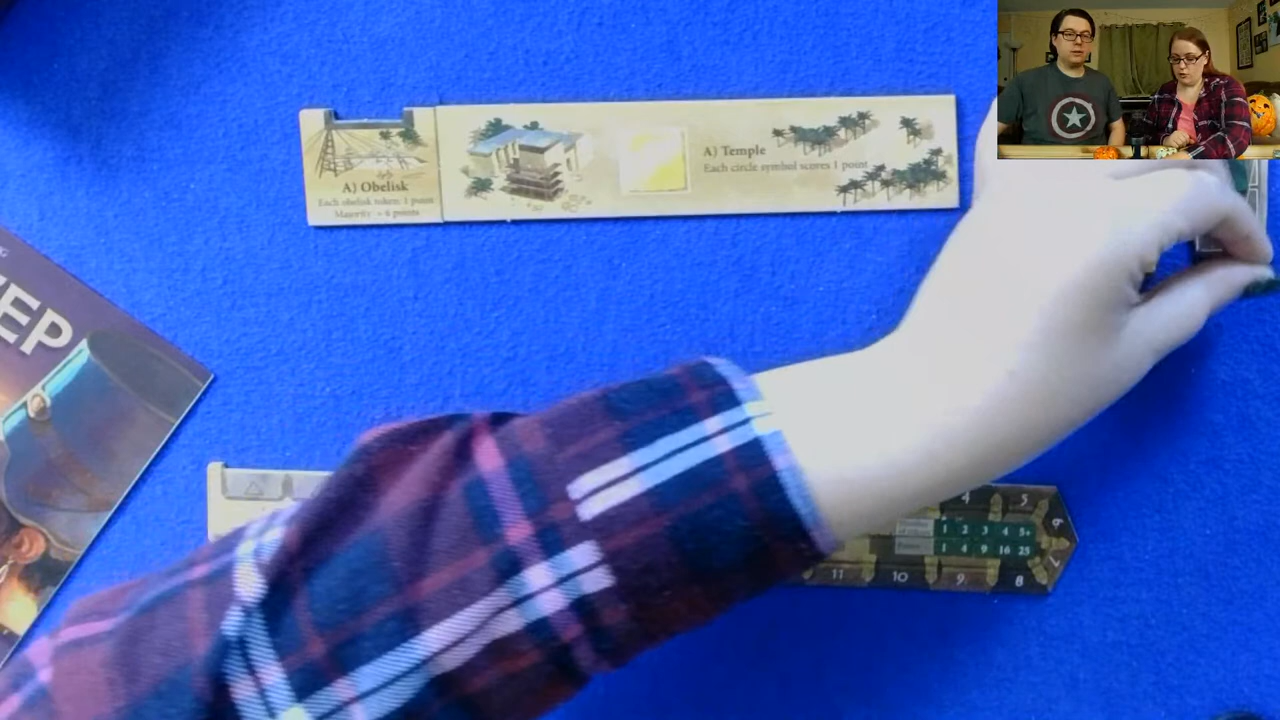 A) Obelisk
Each obelisk token: 1 point
Majority = 6 points
A) Temple
Each circle symbol scores 1 point
EP
4 5 6
1 2 3 4 5+
Points 1 4 9 16 25
7
11 10 9 8